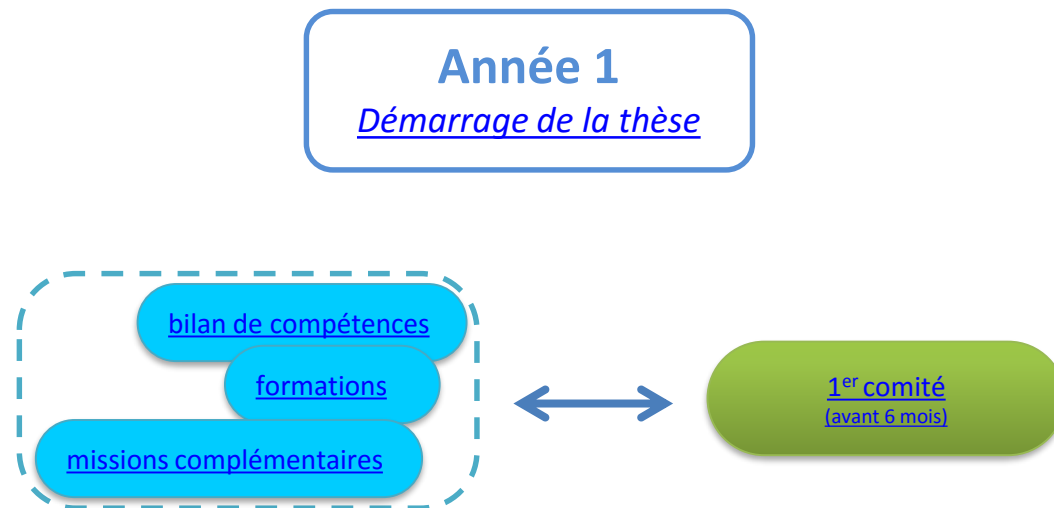 Année 1
Démarrage de la thèse
bilan de compétences
formations
missions complémentaires
1er comité
(avant 6 mois)